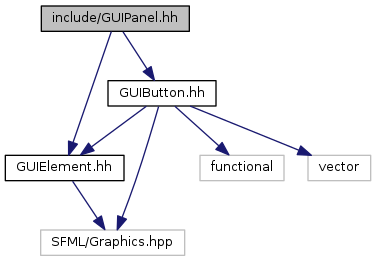 include/GUIPanel.hh
GUIButton.hh
GUIElement.hh
functional
vector
SFML/Graphics.hpp